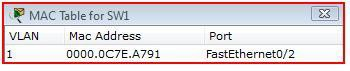 MAC Table for SW1
VLAN Mac Address Port
1 0000.0C7E.A791 FastEthernet0/2